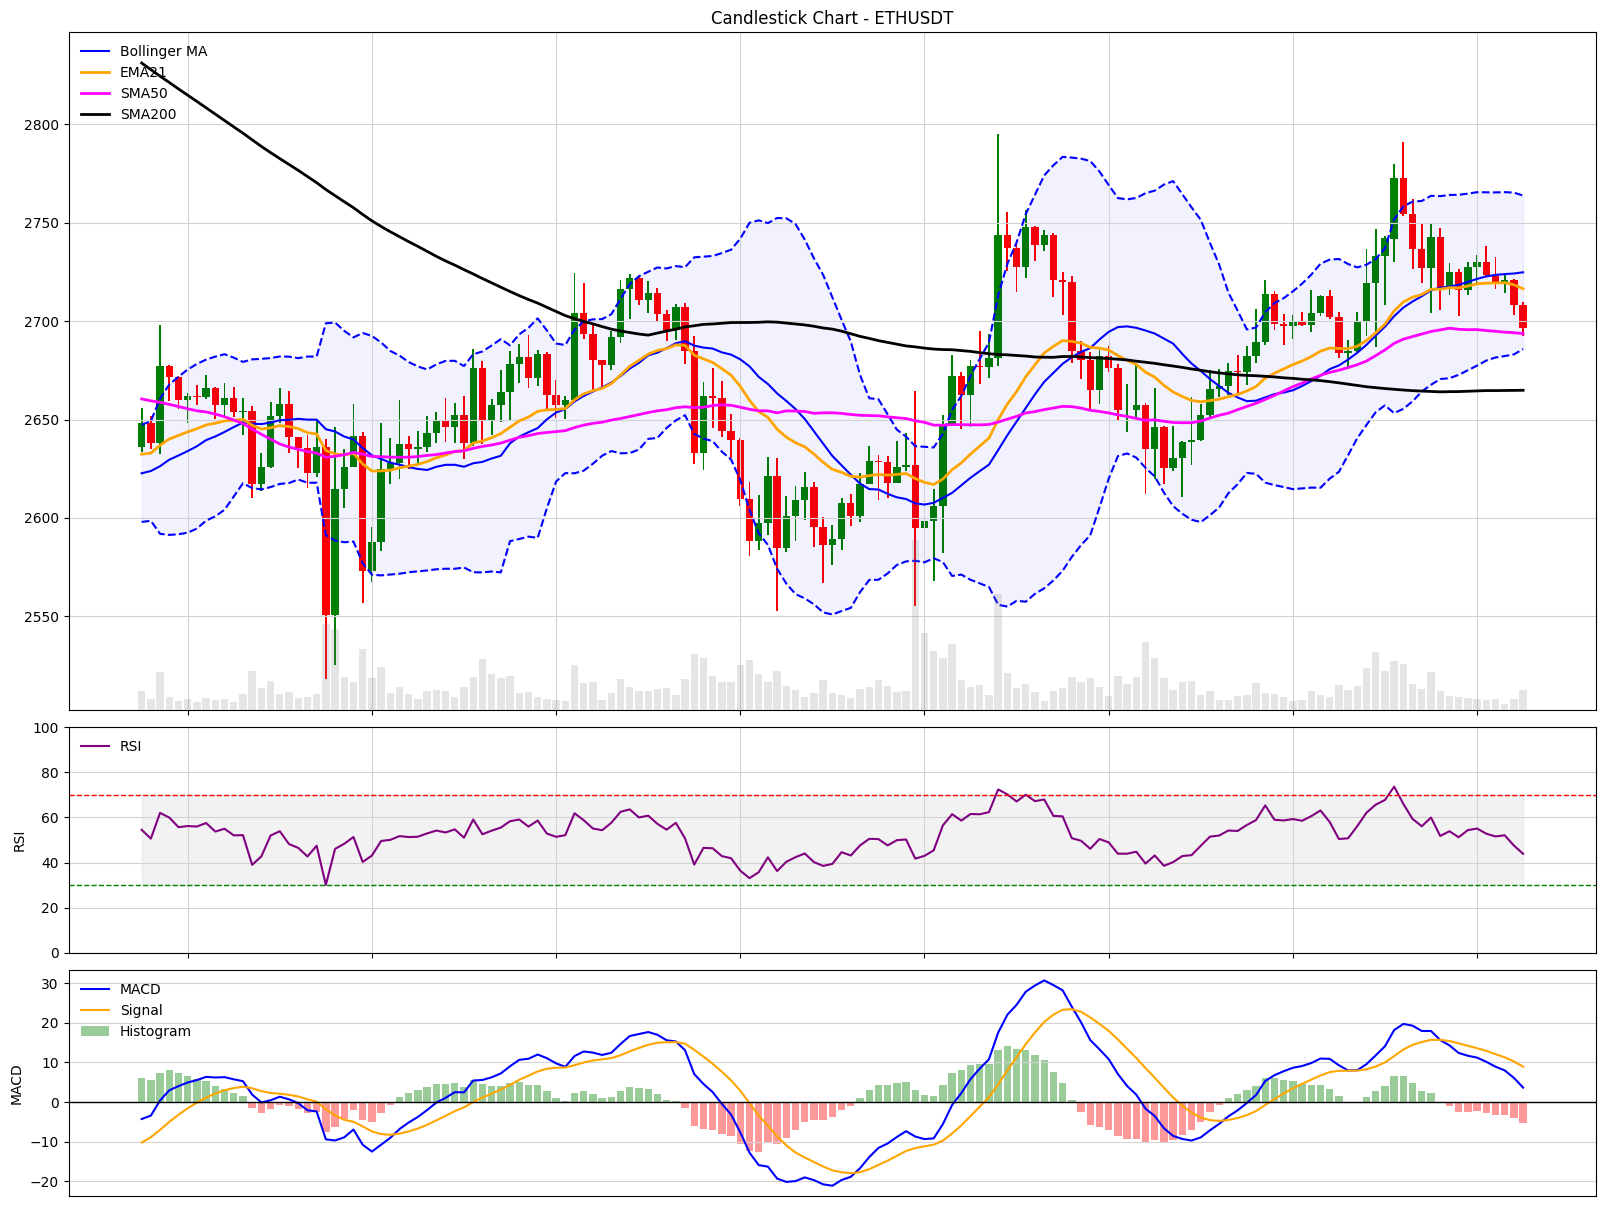 Candlestick Chart - ETHUSDT
Bollinger MA
EMA21
SMA50
SMA200
2800
2750
2700
2650
2600
2550
RSI
100
80
60
40
20
0
RSI
MACD
Signal
Histogram
30
20
10
0
−10
−20
MACD